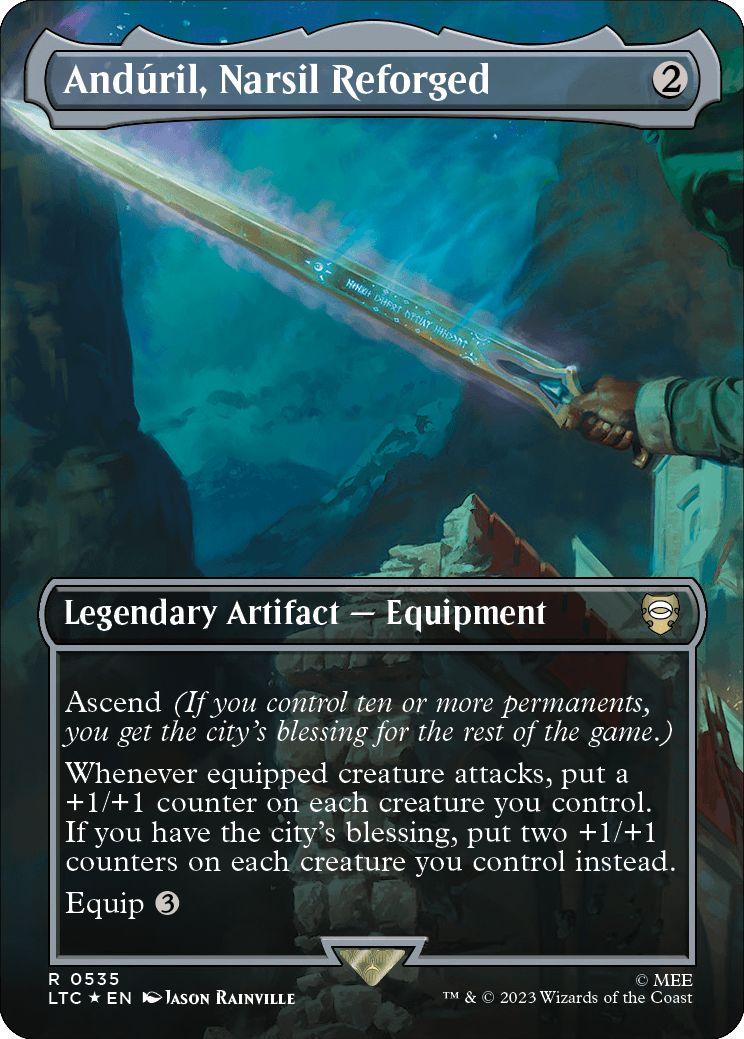 Andúril, Narsil Reforged 2
Legendary Artifact — Equipment
Ascend (If you control ten or more permanents,
you get the city's blessing for the rest of the game.)
Whenever equipped creature attacks, put a
+1/+1 counter on each creature you control.
If you have the city's blessing, put two +1/+1
counters on each creature you control instead.
Equip 3
R 0535
© MEE
LTC ★ EN Jason Rainville
™ & © 2023 Wizards of the Coast